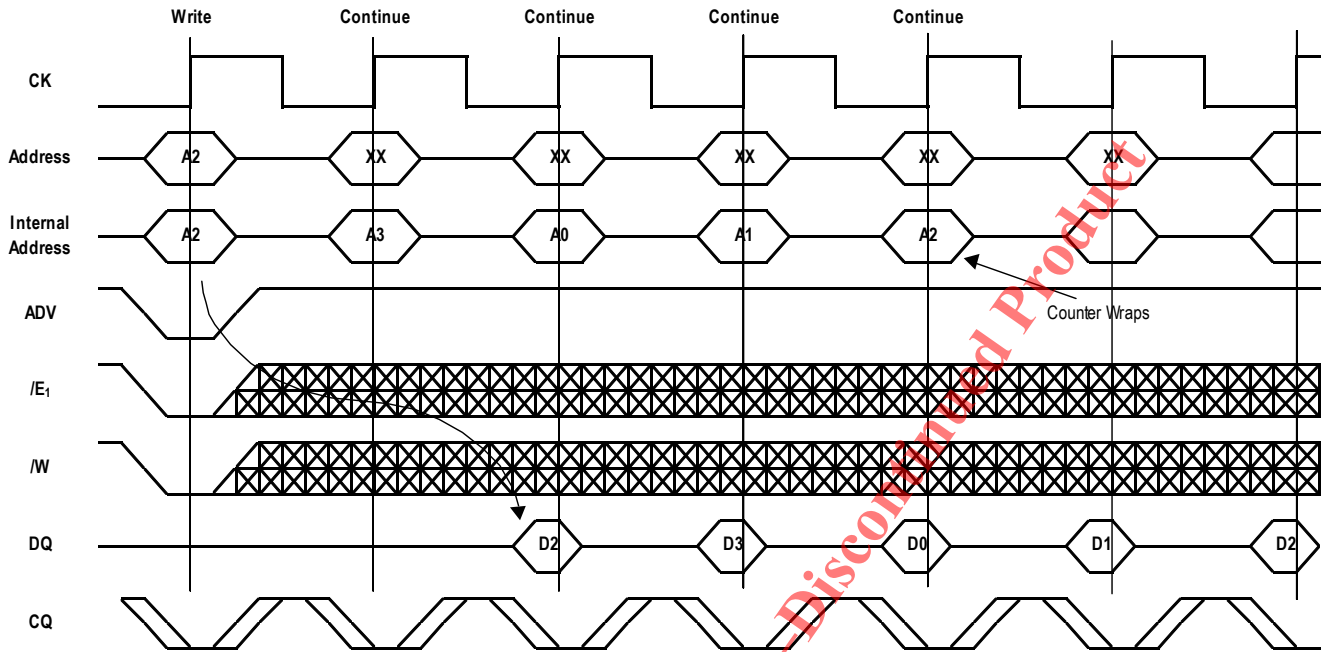 Write Continue Continue Continue Continue
CK
Address A2 XX XX XX XX XX
Internal
Address A2 A3 A0 A1 A2
ADV
Counter Wraps
/E1
/W
DQ D2 D3 D0 D1 D2
CQ
-Discontinued Product